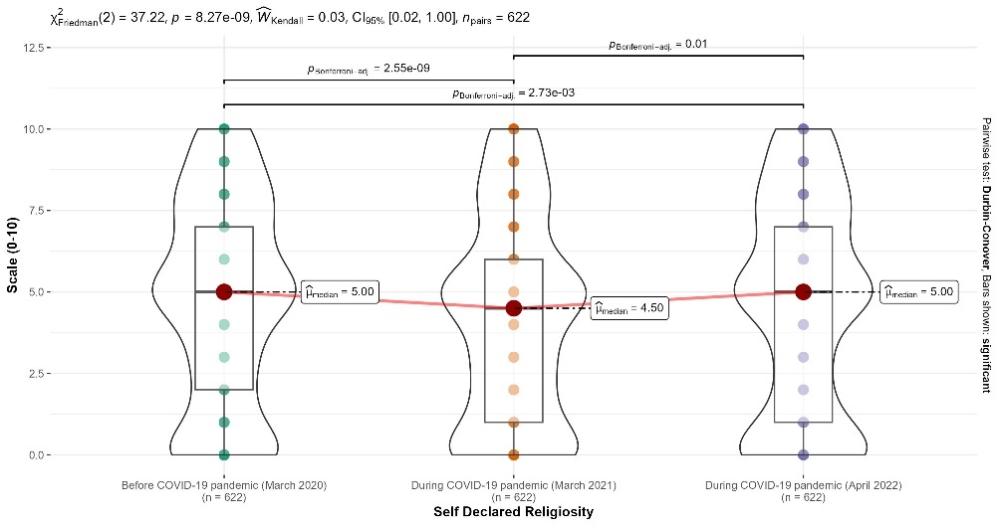 χ²Friedman(2) = 37.22, p = 8.27e-09, ŴKendall = 0.03, CI95% [0.02, 1.00], npairs = 622
12.5
pBonferroni−adj. = 0.01
pBonferroni−adj. = 2.55e-09
pBonferroni−adj. = 2.73e-03
10.0
7.5
5.0
2.5
0.0
Scale (0-10)
μ̂median = 5.00
μ̂median = 4.50
μ̂median = 5.00
Pairwise test: Durbin-Conover, Bars shown: significant
Before COVID-19 pandemic (March 2020)
(n = 622)
During COVID-19 pandemic (March 2021)
(n = 622)
During COVID-19 pandemic (April 2022)
(n = 622)
Self Declared Religiosity